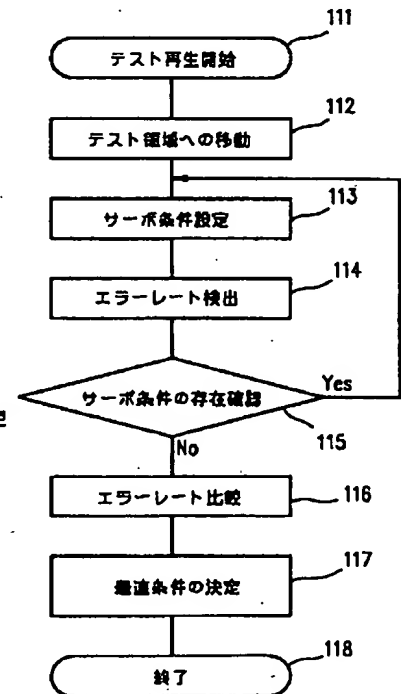 111
テスト再生開始
112
テスト領域への移動
113
サーボ条件設定
114
エラーレート検出
サーボ条件の存在確認
Yes
115
No
エラーレート比較
116
最適条件の決定
117
終了
118